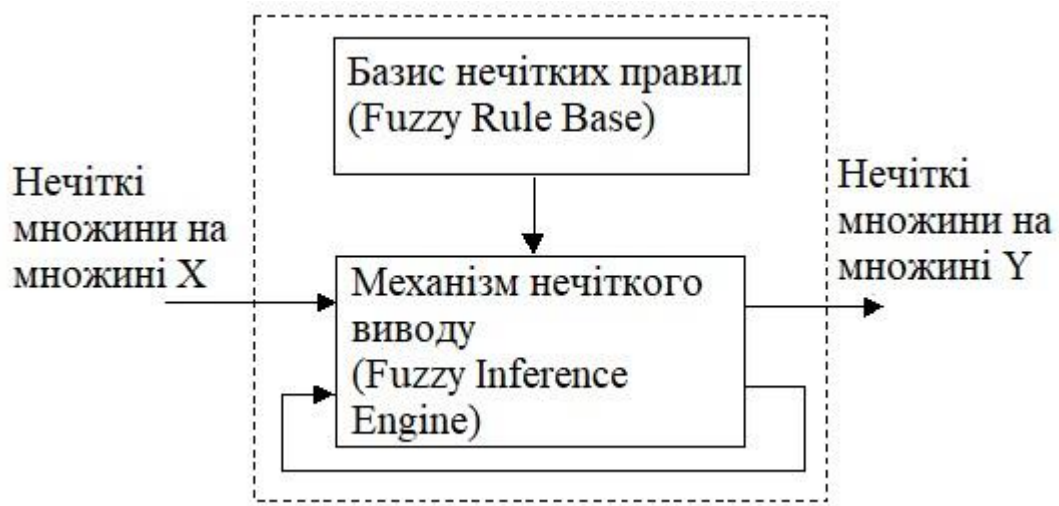 Базис нечітких правил
(Fuzzy Rule Base)
Нечіткі
множини на
множині X
Механізм нечіткого
виводу
(Fuzzy Inference
Engine)
Нечіткі
множини на
множині Y